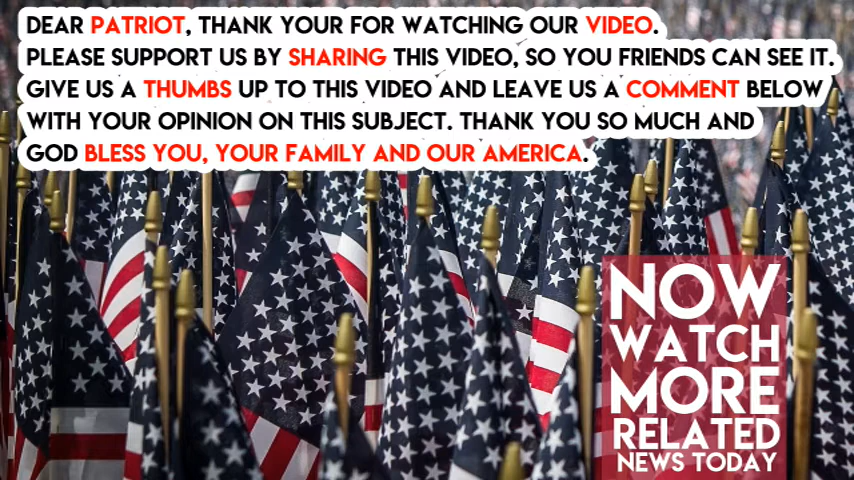 DEAR PATRIOT, THANK YOUR FOR WATCHING OUR VIDEO.
PLEASE SUPPORT US BY SHARING THIS VIDEO, SO YOU FRIENDS CAN SEE IT.
GIVE US A THUMBS UP TO THIS VIDEO AND LEAVE US A COMMENT BELOW
WITH YOUR OPINION ON THIS SUBJECT. THANK YOU SO MUCH AND
GOD BLESS YOU, YOUR FAMILY AND OUR AMERICA.
NOW
WATCH
MORE
RELATED
NEWS TODAY